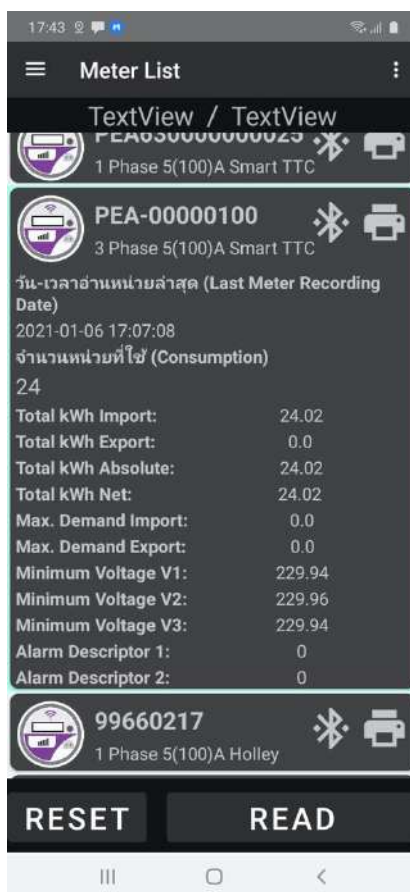 17:43
Meter List
TextView / TextView
PEA630000000025
1 Phase 5(100)A Smart TTC
PEA-00000100
3 Phase 5(100)A Smart TTC
วัน-เวลาอ่านหน่วยล่าสุด (Last Meter Recording
Date)
2021-01-06 17:07:08
จำนวนหน่วยที่ใช้ (Consumption)
24
Total kWh Import: 24.02
Total kWh Export: 0.0
Total kWh Absolute: 24.02
Total kWh Net: 24.02
Max. Demand Import: 0.0
Max. Demand Export: 0.0
Minimum Voltage V1: 229.94
Minimum Voltage V2: 229.96
Minimum Voltage V3: 229.94
Alarm Descriptor 1: 0
Alarm Descriptor 2: 0
99660217
1 Phase 5(100)A Holley
RESET READ